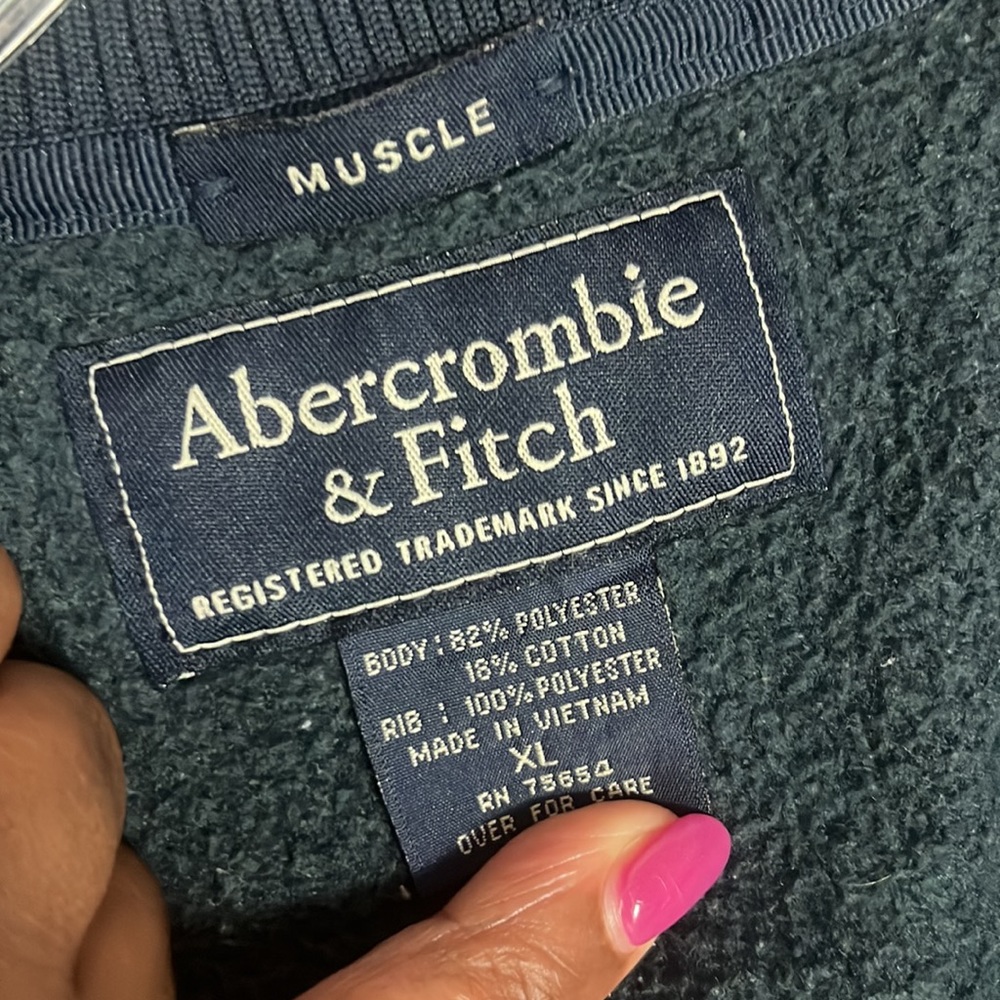 MUSCLE
Abercrombie
& Fitch
REGISTERED TRADEMARK SINCE 1892
BODY : 82% POLYESTER
18% COTTON
RIB : 100% POLYESTER
MADE IN VIETNAM
XL
RN 75654
OVER FOR CARE